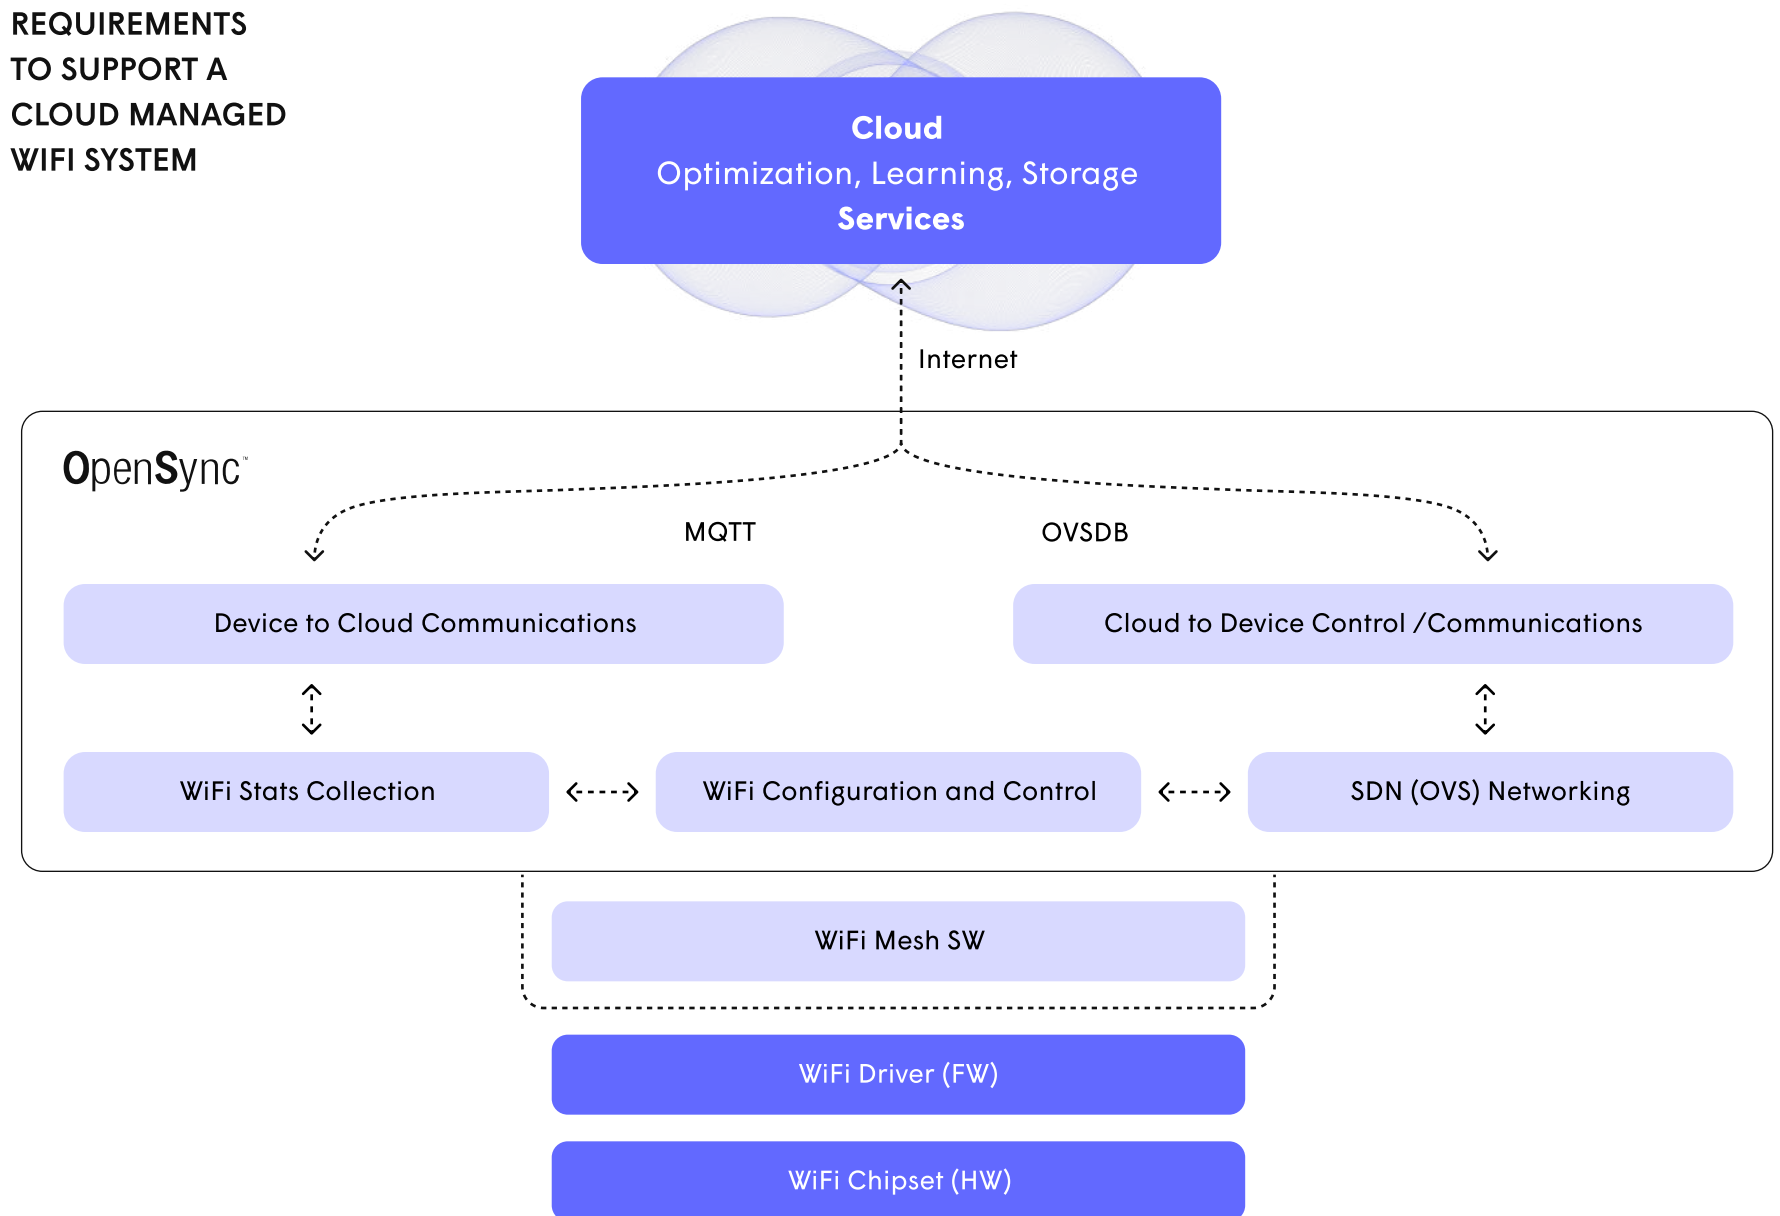 REQUIREMENTS
TO SUPPORT A
CLOUD MANAGED
WIFI SYSTEM
Cloud
Optimization, Learning, Storage
Services
Internet
OpenSync™
MQTT
OVSDB
Device to Cloud Communications
Cloud to Device Control /Communications
WiFi Stats Collection
WiFi Configuration and Control
SDN (OVS) Networking
WiFi Mesh SW
WiFi Driver (FW)
WiFi Chipset (HW)